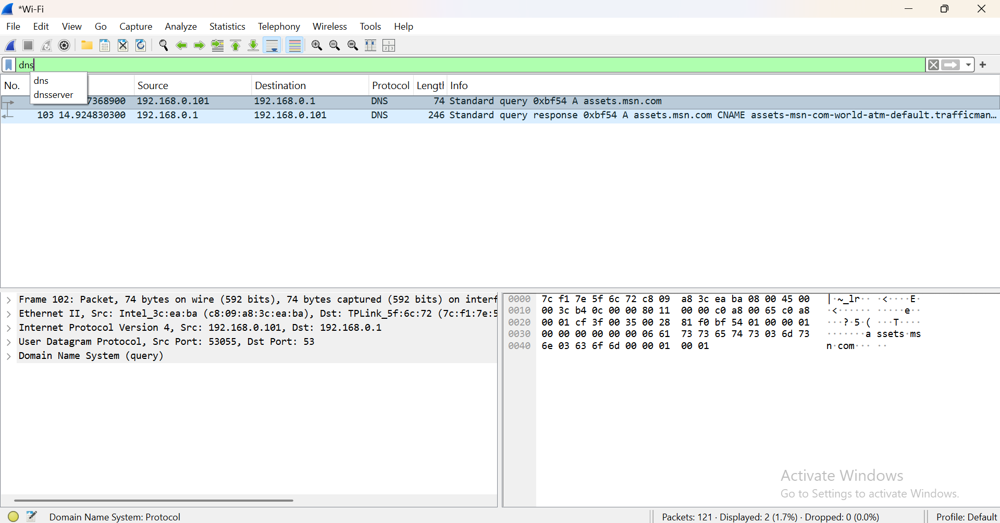 *Wi-Fi
File Edit View Go Capture Analyze Statistics Telephony Wireless Tools Help
dns
dns
dnsserver
No. Source Destination Protocol Lengtl Info
7368900 192.168.0.101 192.168.0.1 DNS 74 Standard query 0xbf54 A assets.msn.com
103 14.924830300 192.168.0.1 192.168.0.101 DNS 246 Standard query response 0xbf54 A assets.msn.com CNAME assets-msn-com-world-atm-default.trafficman…
Frame 102: Packet, 74 bytes on wire (592 bits), 74 bytes captured (592 bits) on interf
Ethernet II, Src: Intel_3c:ea:ba (c8:09:a8:3c:ea:ba), Dst: TPLink_5f:6c:72 (7c:f1:7e:5
Internet Protocol Version 4, Src: 192.168.0.101, Dst: 192.168.0.1
User Datagram Protocol, Src Port: 53055, Dst Port: 53
Domain Name System (query)
0000 7c f1 7e 5f 6c 72 c8 09 a8 3c ea ba 08 00 45 00 |·~_lr·· ·<····E·
0010 00 3c b4 0c 00 00 80 11 00 00 c0 a8 00 65 c0 a8 ·<······ ·····e··
0020 00 01 cf 3f 00 35 00 28 81 f0 bf 54 01 00 00 01 ···?·5·( ···T····
0030 00 00 00 00 00 00 06 61 73 73 65 74 73 03 6d 73 ·······a ssets·ms
0040 6e 03 63 6f 6d 00 00 01 00 01 n·com··· ··
Activate Windows
Go to Settings to activate Windows.
Domain Name System: Protocol
Packets: 121 · Displayed: 2 (1.7%) · Dropped: 0 (0.0%)
Profile: Default